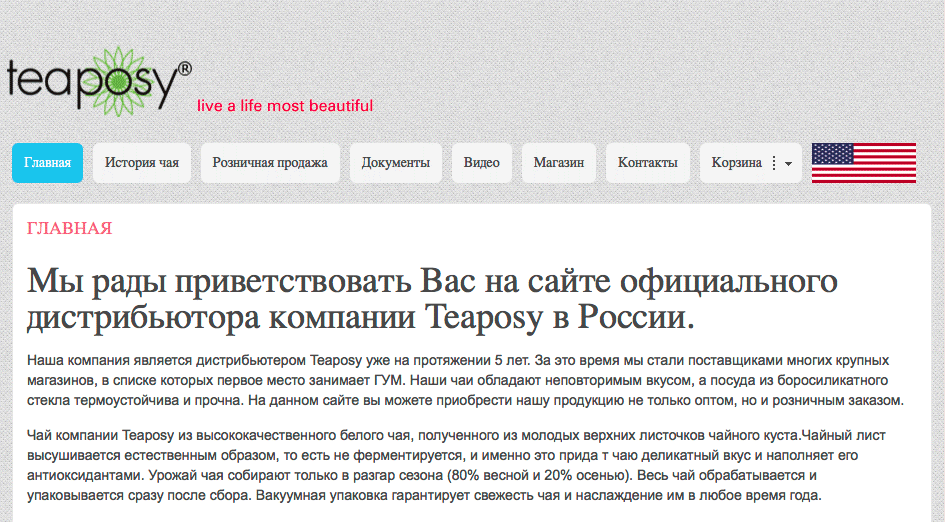 teaposy®
live a life most beautiful
Главная
История чая
Розничная продажа
Документы
Видео
Магазин
Контакты
Корзина
ГЛАВНАЯ
Мы рады приветствовать Вас на сайте официального
дистрибьютора компании Teaposy в России.
Наша компания является дистрибьютером Teaposy уже на протяжении 5 лет. За это время мы стали поставщиками многих крупных
магазинов, в списке которых первое место занимает ГУМ. Наши чаи обладают неповторимым вкусом, а посуда из боросиликатного
стекла термоустойчива и прочна. На данном сайте вы можете приобрести нашу продукцию не только оптом, но и розничным заказом.
Чай компании Teaposy из высококачественного белого чая, полученного из молодых верхних листочков чайного куста.Чайный лист
высушивается естественным образом, то есть не ферментируется, и именно это прида т чаю деликатный вкус и наполняет его
антиоксидантами. Урожай чая собирают только в разгар сезона (80% весной и 20% осенью). Весь чай обрабатывается и
упаковывается сразу после сбора. Вакуумная упаковка гарантирует свежесть чая и наслаждение им в любое время года.